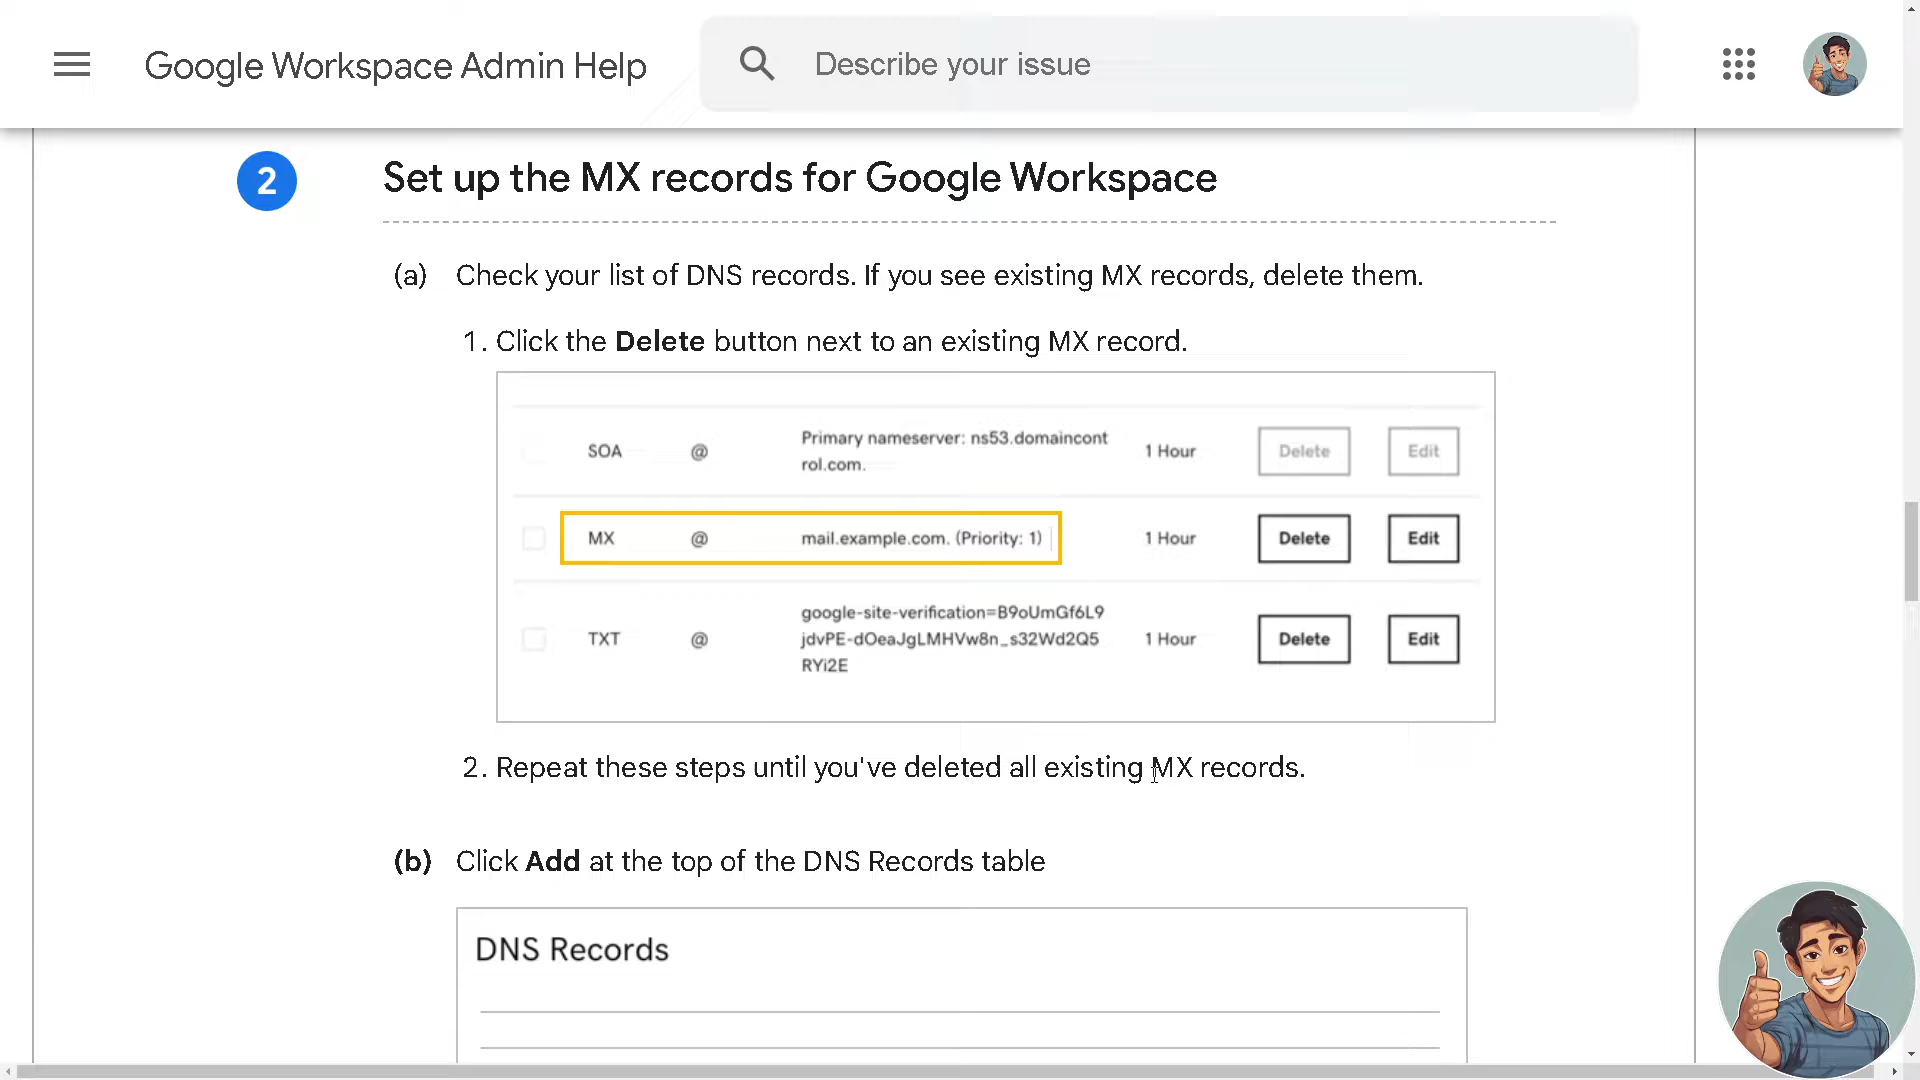 Google Workspace Admin Help
Describe your issue
2
Set up the MX records for Google Workspace
(a) Check your list of DNS records. If you see existing MX records, delete them.
1. Click the Delete button next to an existing MX record.
SOA @ Primary nameserver: ns53.domaincont 1 Hour Delete Edit
rol.com.
MX @ mail.example.com. (Priority: 1) 1 Hour Delete Edit
google-site-verification=B9oUmGf6L9
TXT @ jdvPE-dOeaJgLMHVw8n_s32Wd2Q5 1 Hour Delete Edit
RYi2E
2. Repeat these steps until you've deleted all existing MX records.
(b) Click Add at the top of the DNS Records table
DNS Records